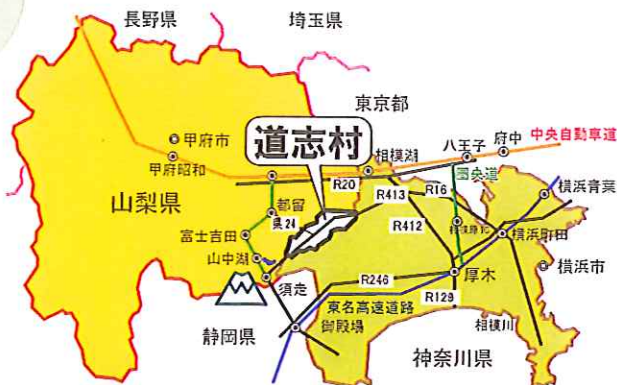 長野県
埼玉県
東京都
甲府市
甲府昭和
道志村
相模湖
八王子
府中
中央自動車道
圏央道
R20
R413
R16
横浜青葉
山梨県
都留
県24
R412
富士吉田
横浜町田
山中湖
厚木
横浜市
須走
R246
R129
東名高速道路
静岡県
御殿場
相模川
神奈川県